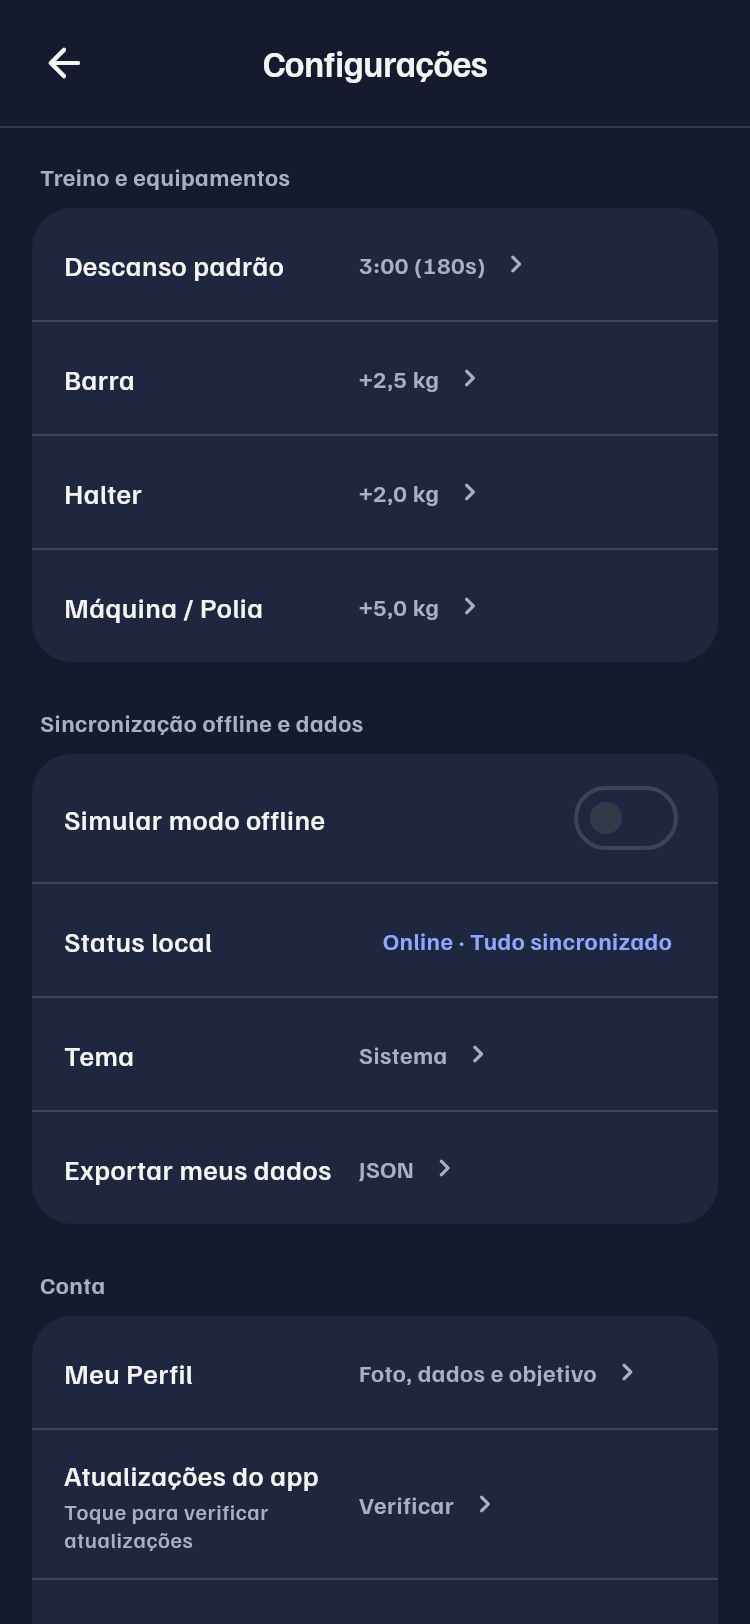 Configurações
Treino e equipamentos
Descanso padrão 3:00 (180s)
Barra +2,5 kg
Halter +2,0 kg
Máquina / Polia +5,0 kg
Sincronização offline e dados
Simular modo offline
Status local Online · Tudo sincronizado
Tema Sistema
Exportar meus dados JSON
Conta
Meu Perfil Foto, dados e objetivo
Atualizações do app
Toque para verificar
atualizações
Verificar